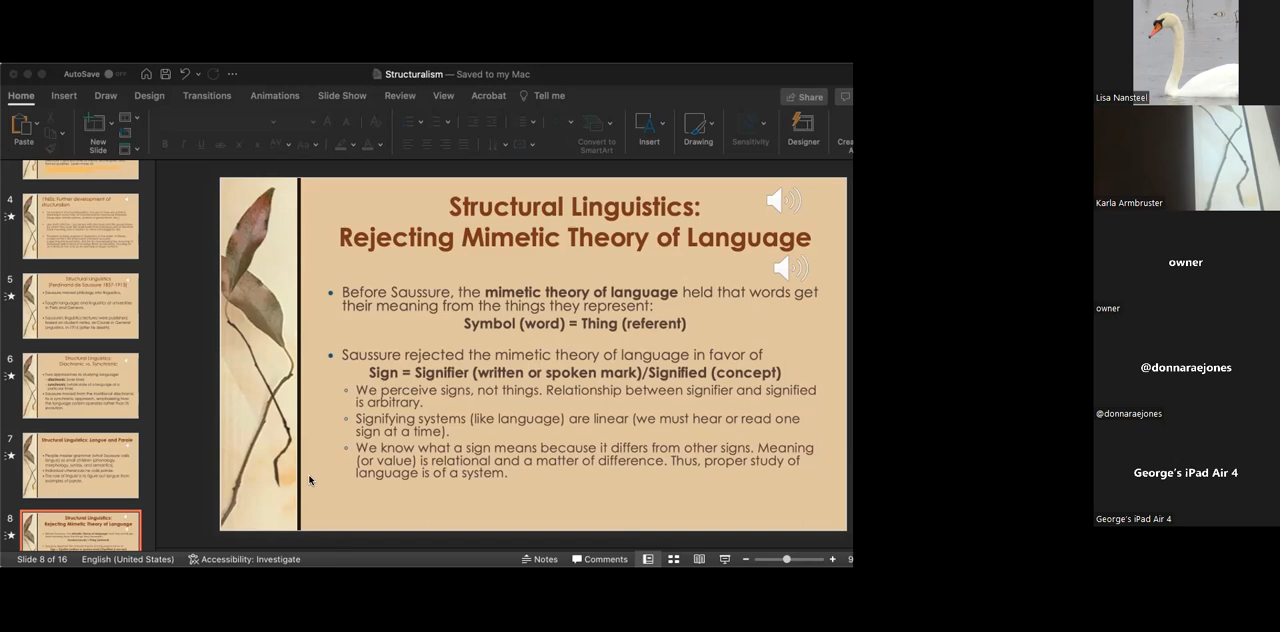 AutoSave
OFF
Structuralism — Saved to my Mac
Home Insert Draw Design Transitions Animations Slide Show Review View Acrobat Tell me
Share
Paste
New
Slide
Convert to
SmartArt
Insert
Drawing
Sensitivity
Designer
4
5
Structural Linguistics
(Ferdinand de Saussure 1857-1913)
6
Structural Linguistics:
Diachronic vs. Synchronic
7
Structural Linguistics: Langue and Parole
8
Structural Linguistics:
Rejecting Mimetic Theory of Language
Structural Linguistics:
Rejecting Mimetic Theory of Language
• Before Saussure, the mimetic theory of language held that words get
their meaning from the things they represent:
Symbol (word) = Thing (referent)
• Saussure rejected the mimetic theory of language in favor of
Sign = Signifier (written or spoken mark)/Signified (concept)
◦ We perceive signs, not things. Relationship between signifier and signified
is arbitrary.
◦ Signifying systems (like language) are linear (we must hear or read one
sign at a time).
◦ We know what a sign means because it differs from other signs. Meaning
(or value) is relational and a matter of difference. Thus, proper study of
language is of a system.
Slide 8 of 16 English (United States) Accessibility: Investigate Notes Comments
Lisa Nansteel
Karla Armbruster
owner
owner
@donnaraejones
@donnaraejones
George's iPad Air 4
George's iPad Air 4